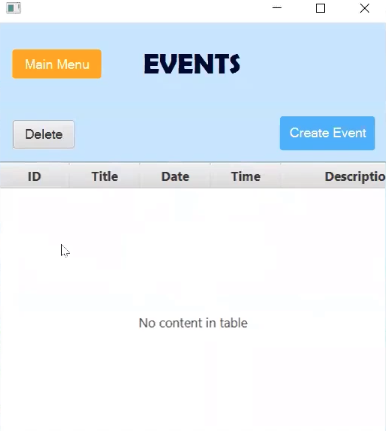 Main Menu
EVENTS
Delete
Create Event
ID Title Date Time Descriptio
No content in table